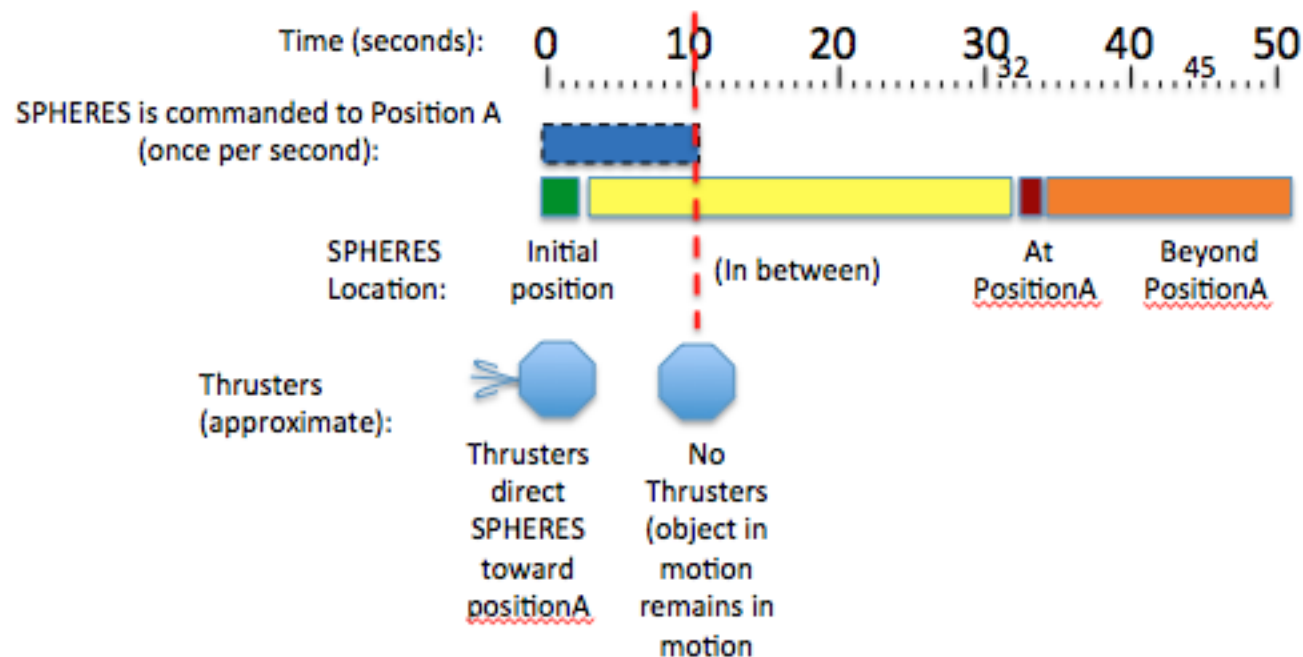 Time (seconds): 0 10 20 30 40 50
32 45
SPHERES is commanded to Position A
(once per second):
SPHERES
Location:
Initial
position
(In between)
At
PositionA
Beyond
PositionA
Thrusters
(approximate):
Thrusters
direct
SPHERES
toward
positionA
No
Thrusters
(object in
motion
remains in
motion